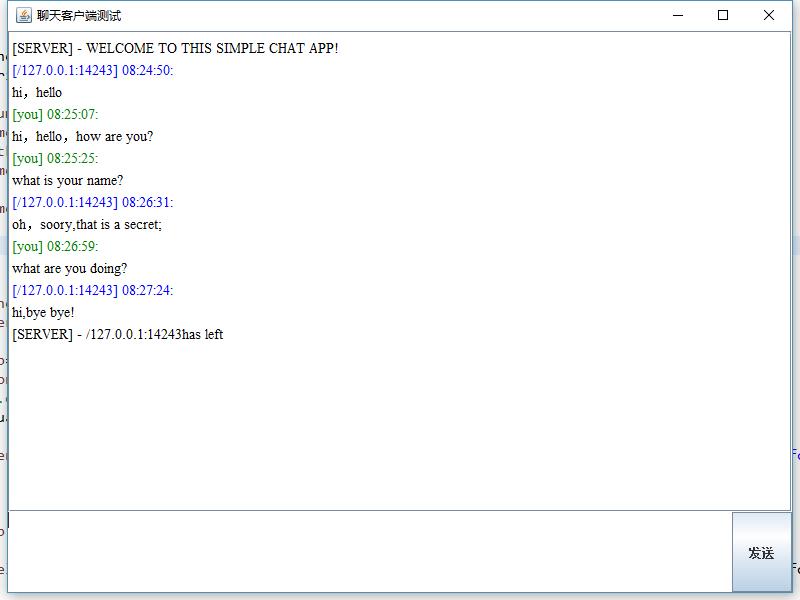 聊天客户端测试
[SERVER] - WELCOME TO THIS SIMPLE CHAT APP!
[/127.0.0.1:14243] 08:24:50:
hi，hello
[you] 08:25:07:
hi，hello，how are you?
[you] 08:25:25:
what is your name?
[/127.0.0.1:14243] 08:26:31:
oh，soory,that is a secret;
[you] 08:26:59:
what are you doing?
[/127.0.0.1:14243] 08:27:24:
hi,bye bye!
[SERVER] - /127.0.0.1:14243has left
发送